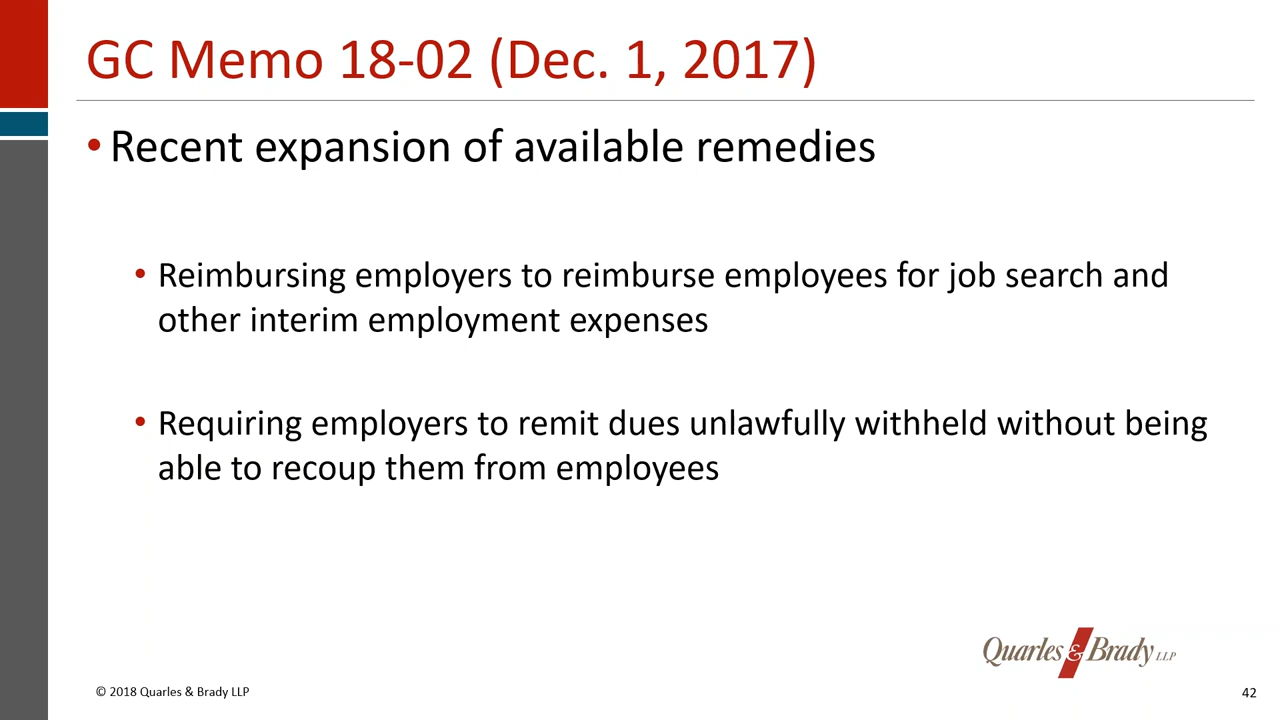 GC Memo 18-02 (Dec. 1, 2017)
• Recent expansion of available remedies
• Reimbursing employers to reimburse employees for job search and
other interim employment expenses
• Requiring employers to remit dues unlawfully withheld without being
able to recoup them from employees
Quarles & Brady LLP
© 2018 Quarles & Brady LLP
42